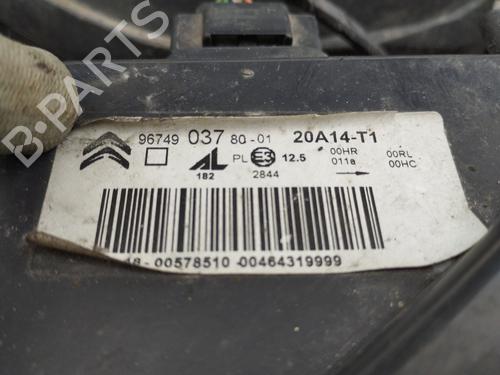 96749 037 80-01 20A14-T1
AL PL E3 12.5 00HR 00RL
182 2844 011a 00HC
18- 00578510 -00464319999
B-PARTS